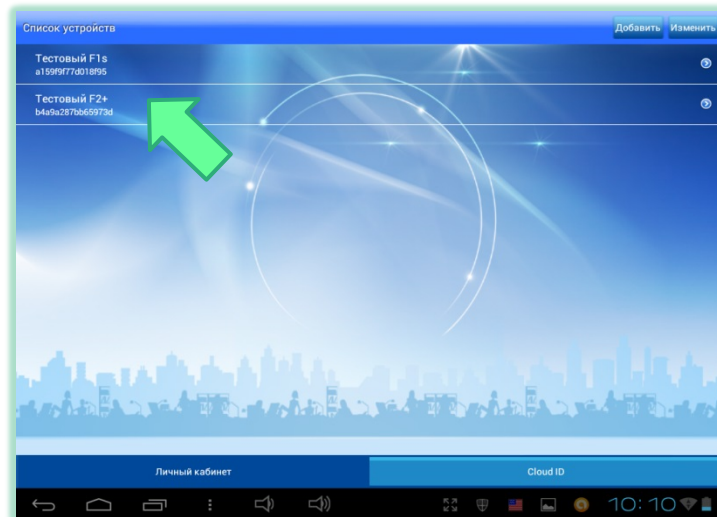 Список устройств
Добавить Изменить
Тестовый F1s
a159f9f77d018f95
Тестовый F2+
b4a9a287bb65973d
Личный кабинет
Cloud ID
10:10